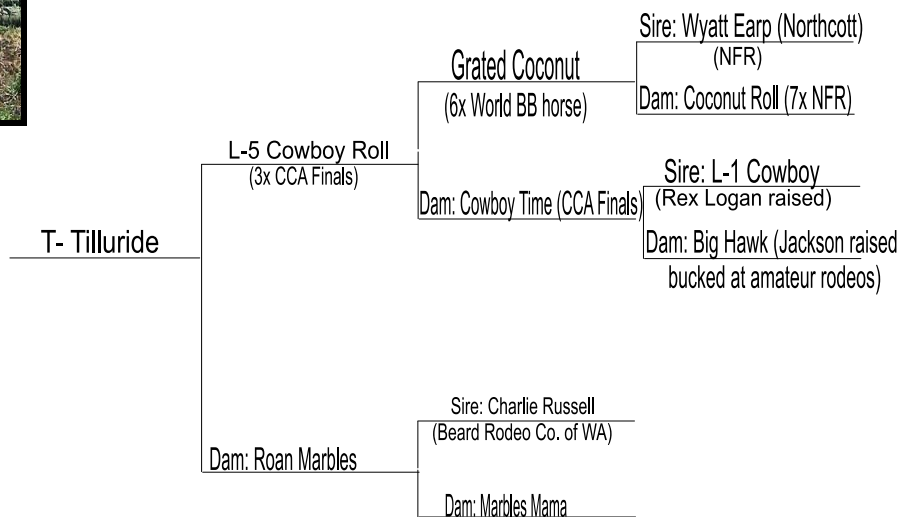 Sire: Wyatt Earp (Northcott)
(NFR)
Grated Coconut
(6x World BB horse)
Dam: Coconut Roll (7x NFR)
L-5 Cowboy Roll
(3x CCA Finals)
Sire: L-1 Cowboy
(Rex Logan raised)
Dam: Cowboy Time (CCA Finals)
T- Tilluride
Dam: Big Hawk (Jackson raised
bucked at amateur rodeos)
Sire: Charlie Russell
(Beard Rodeo Co. of WA)
Dam: Roan Marbles
Dam: Marbles Mama